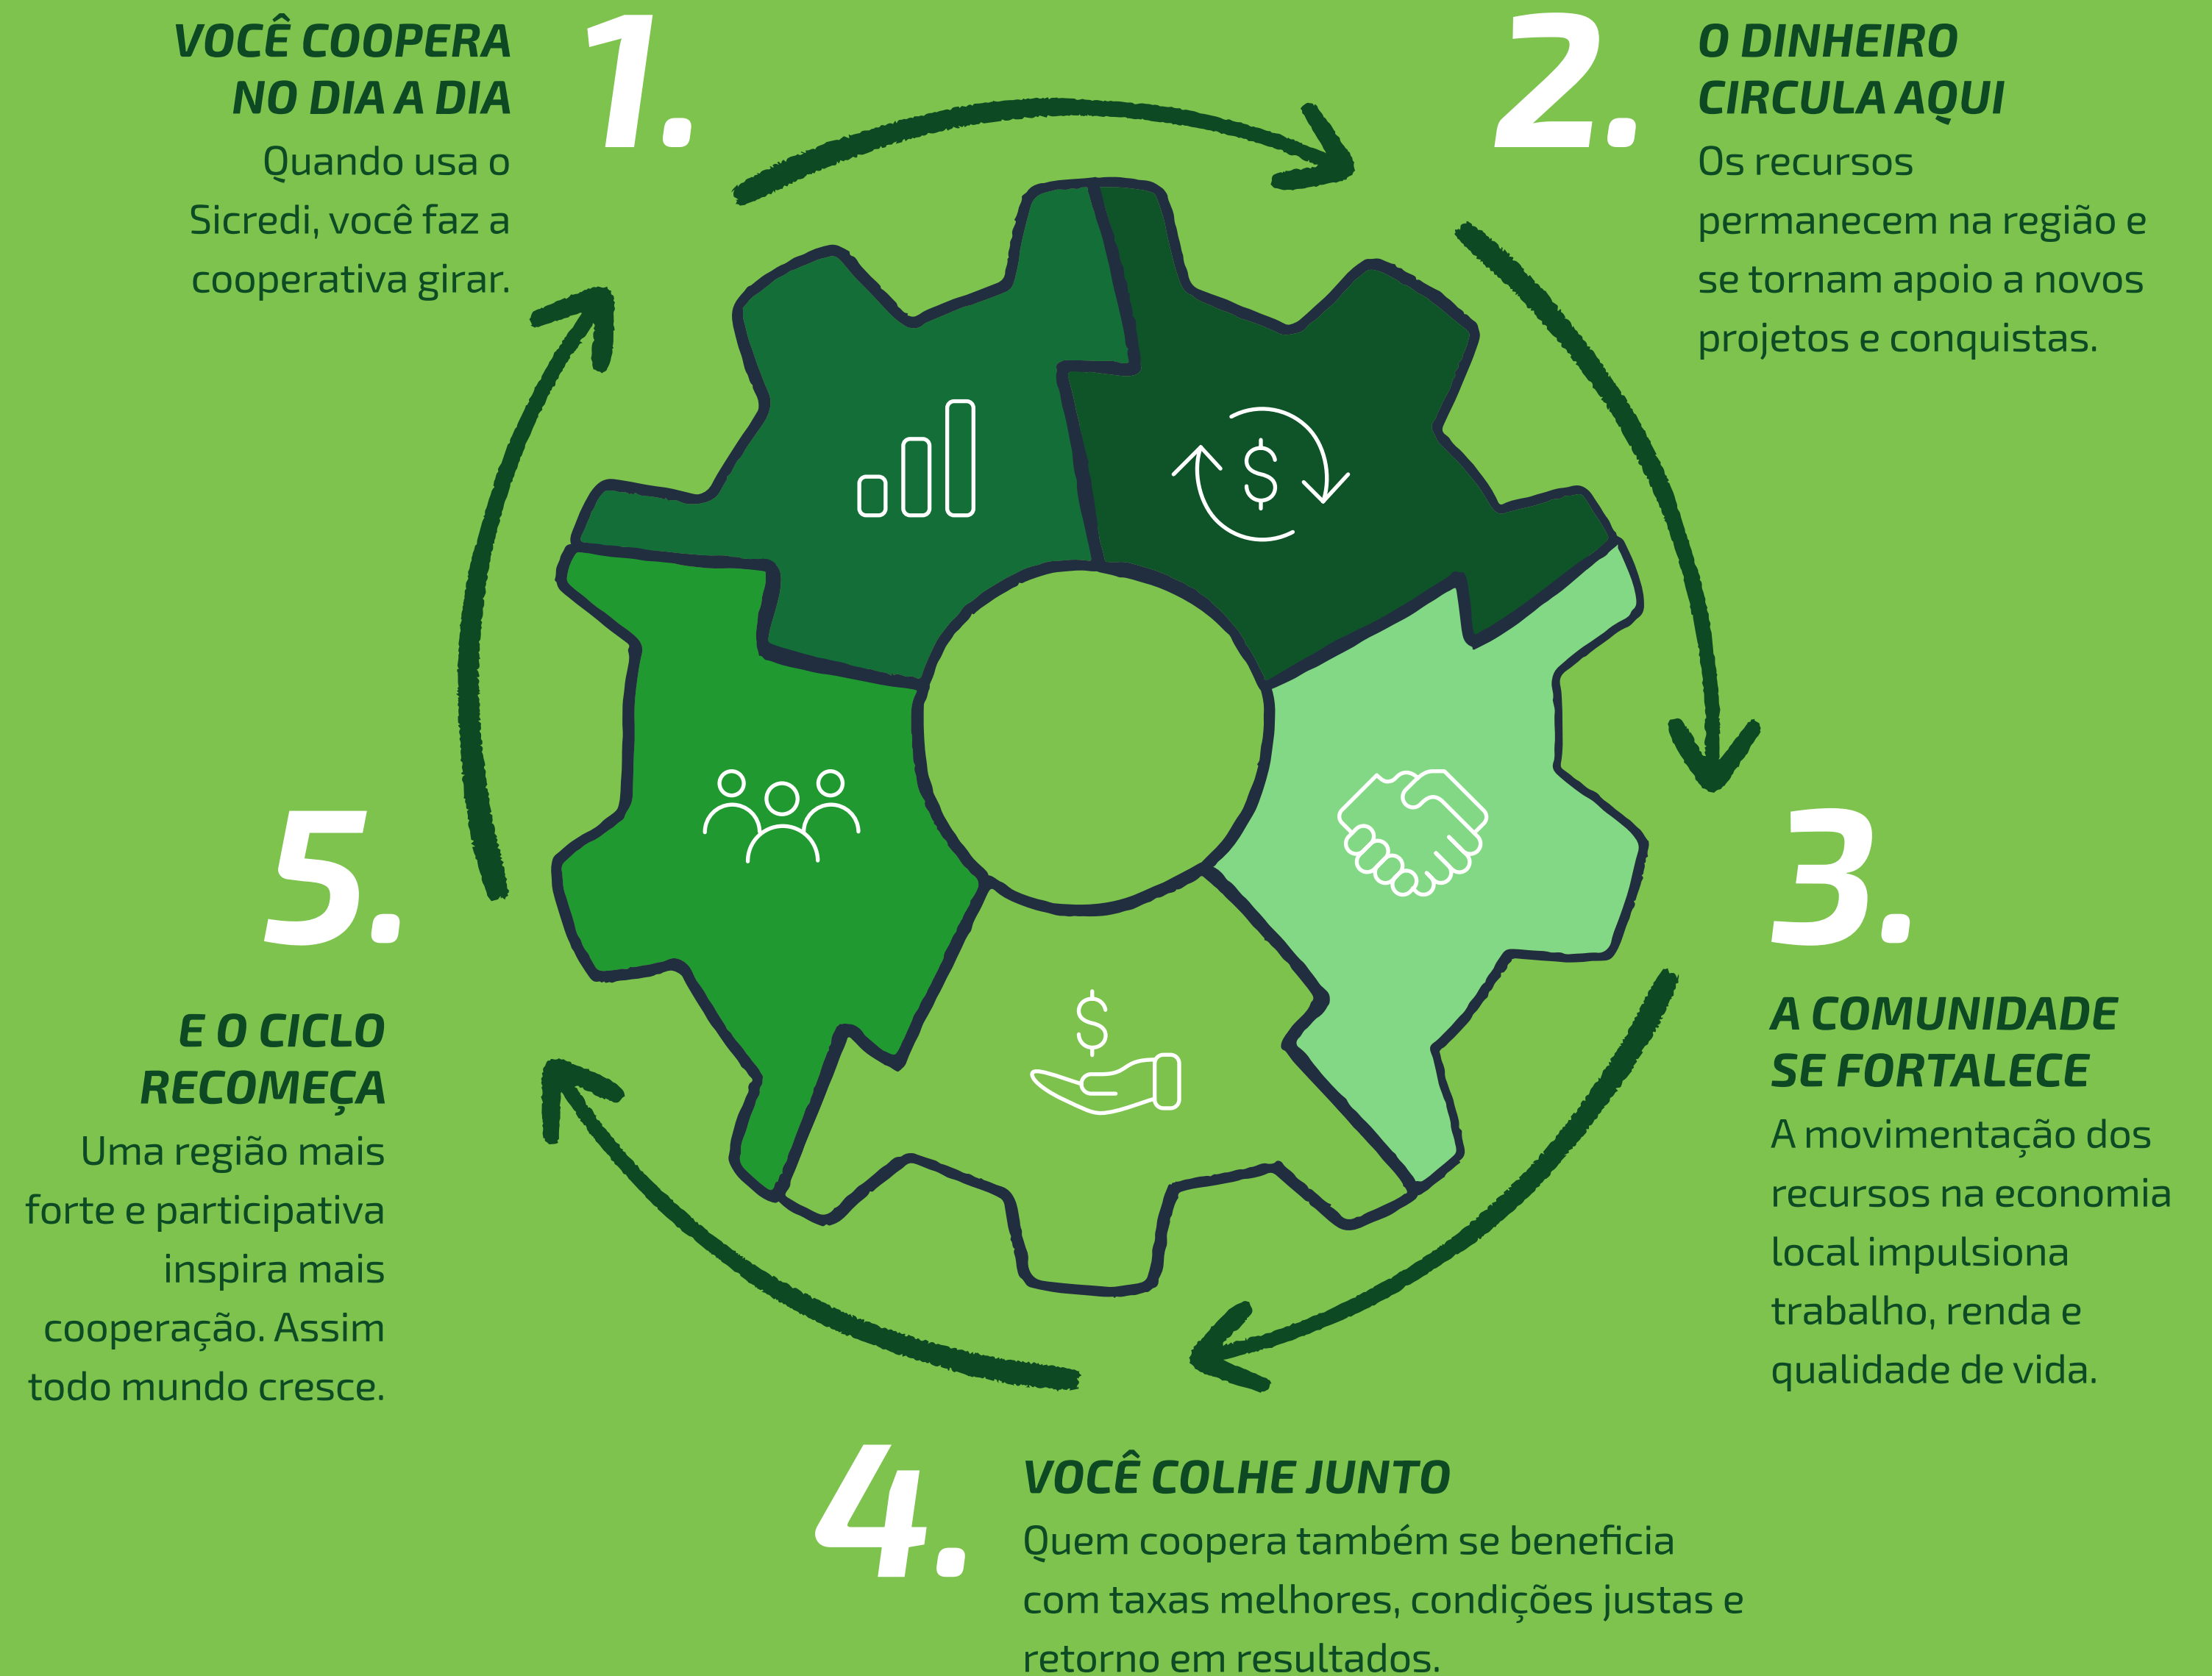 1.
VOCÊ COOPERA
NO DIA A DIA
Quando usa o
Sicredi, você faz a
cooperativa girar.
2.
O DINHEIRO
CIRCULA AQUI
Os recursos
permanecem na região e
se tornam apoio a novos
projetos e conquistas.
3.
A COMUNIDADE
SE FORTALECE
A movimentação dos
recursos na economia
local impulsiona
trabalho, renda e
qualidade de vida.
4.
VOCÊ COLHE JUNTO
Quem coopera também se beneficia
com taxas melhores, condições justas e
retorno em resultados.
5.
E O CICLO
RECOMEÇA
Uma região mais
forte e participativa
inspira mais
cooperação. Assim
todo mundo cresce.
$
$